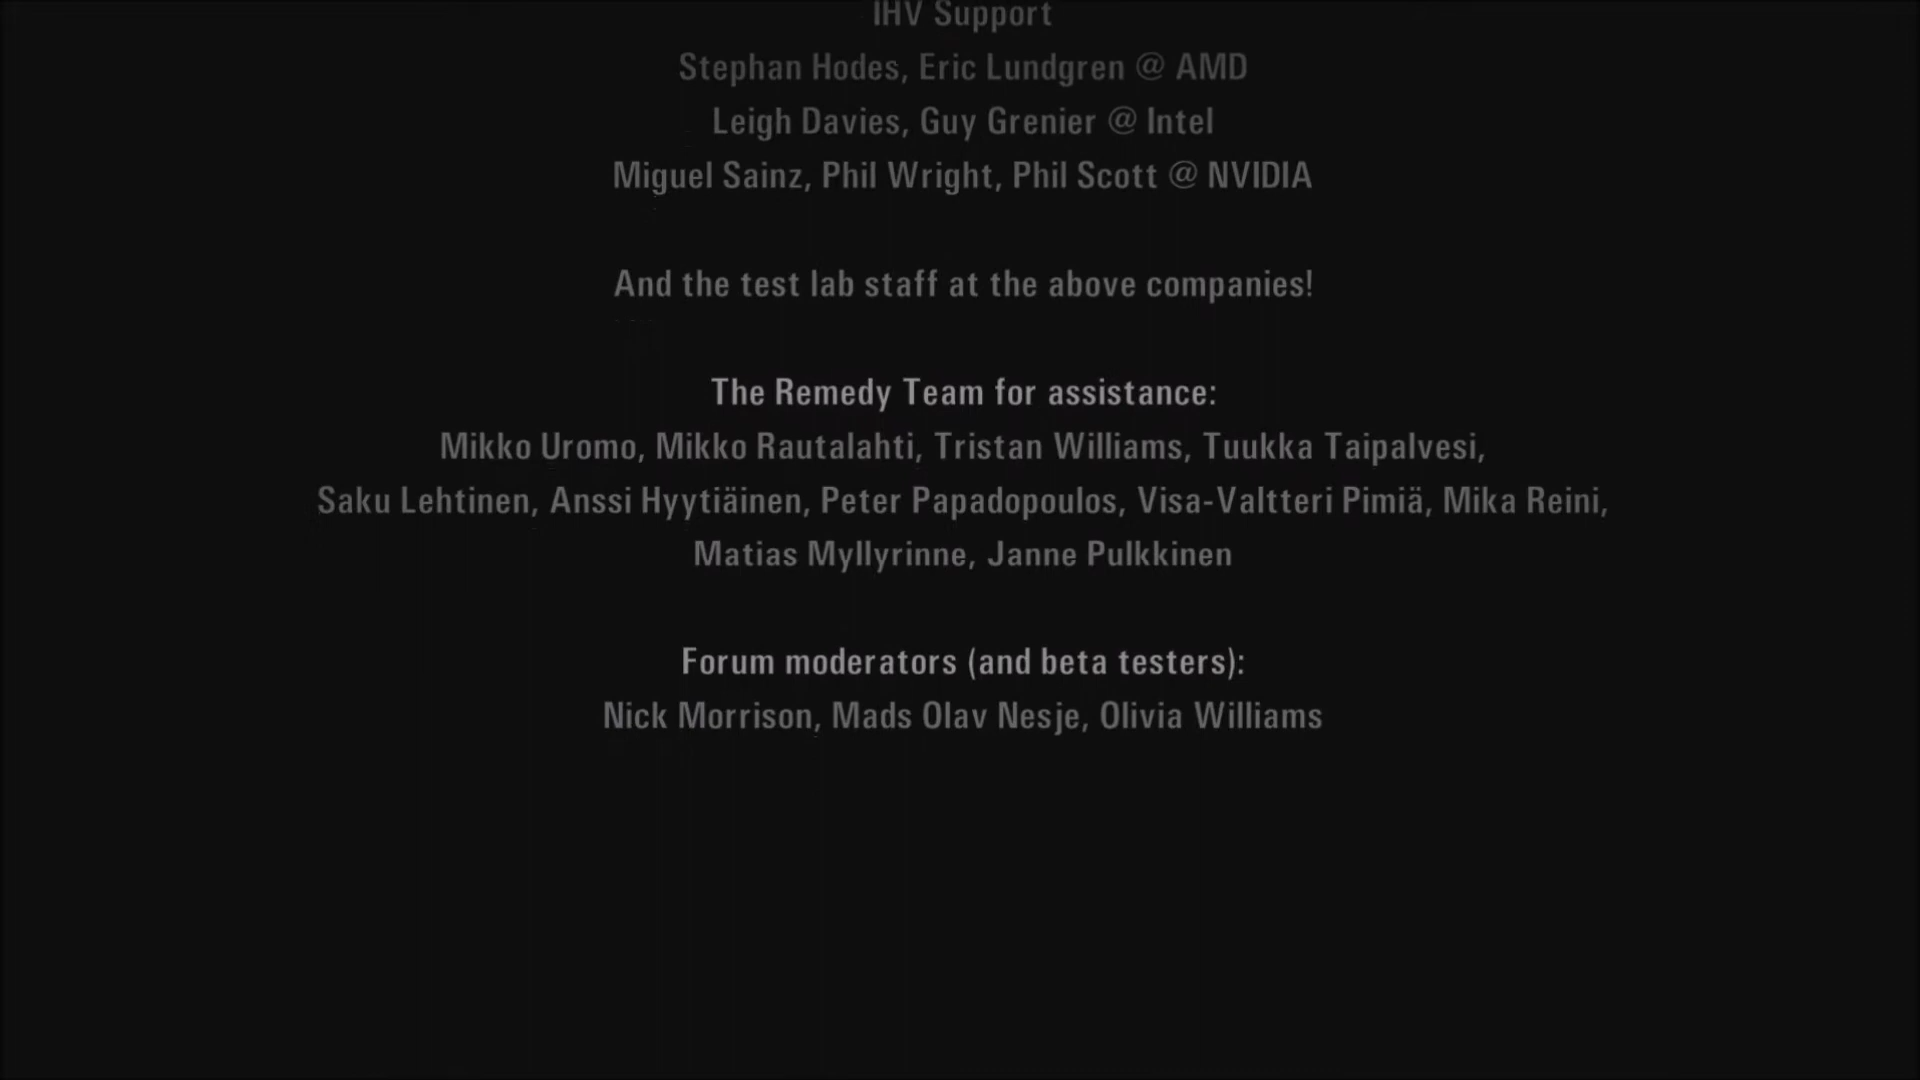 IHV Support
Stephan Hodes, Eric Lundgren @ AMD
Leigh Davies, Guy Grenier @ Intel
Miguel Sainz, Phil Wright, Phil Scott @ NVIDIA
And the test lab staff at the above companies!
The Remedy Team for assistance:
Mikko Uromo, Mikko Rautalahti, Tristan Williams, Tuukka Taipalvesi,
Saku Lehtinen, Anssi Hyytiäinen, Peter Papadopoulos, Visa-Valtteri Pimiä, Mika Reini,
Matias Myllyrinne, Janne Pulkkinen
Forum moderators (and beta testers):
Nick Morrison, Mads Olav Nesje, Olivia Williams